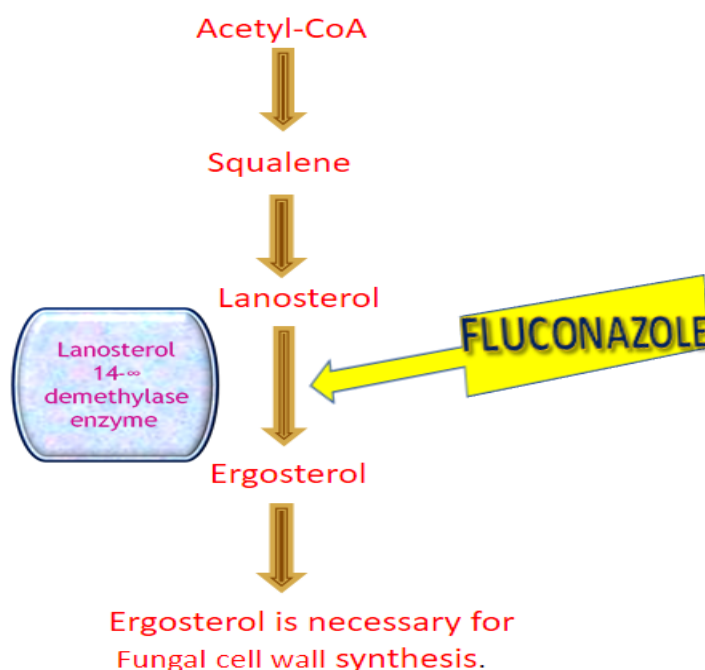 Acetyl-CoA
Squalene
Lanosterol
Lanosterol
14-∞
demethylase
enzyme
FLUCONAZOLE
Ergosterol
Ergosterol is necessary for
Fungal cell wall synthesis.